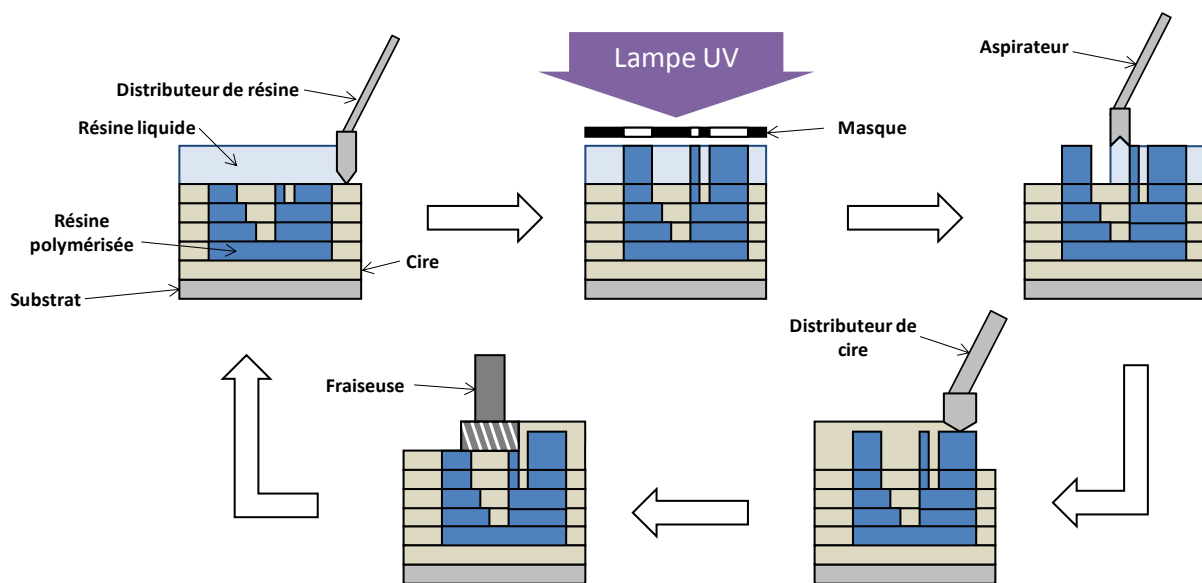 Lampe UV
Aspirateur
Distributeur de résine
Résine liquide
Masque
Résine
polymérisée
Cire
Substrat
Distributeur de
cire
Fraiseuse